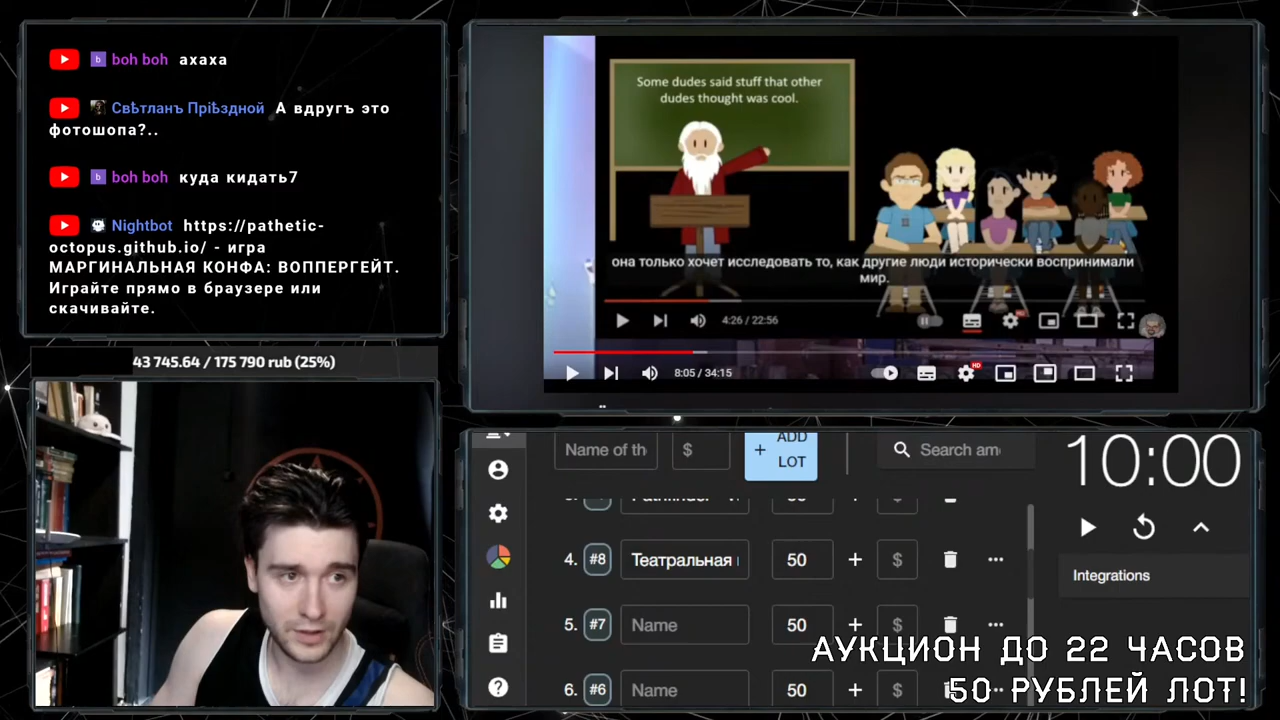 boh boh ахаха
Свѣтланъ Пріѣздной А вдругъ это
фотошопа?..
boh boh куда кидать7
Nightbot https://pathetic-
octopus.github.io/ - игра
МАРГИНАЛЬНАЯ КОНФА: ВОППЕРГЕЙТ.
Играйте прямо в браузере или
скачивайте.
43 745.64 / 175 790 rub (25%)
Some dudes said stuff that other
dudes thought was cool.
она только хочет исследовать то, как другие люди исторически воспринимали
мир.
4:26 / 22:56
8:05 / 34:15
HD
Name of th
$
+ ADD
LOT
Search am
10:00
Integrations
4. #8 Театральная 50 + $
5. #7 Name 50 + $
6. #6 Name 50 + $
АУКЦИОН ДО 22 ЧАСОВ
50 РУБЛЕЙ ЛОТ!